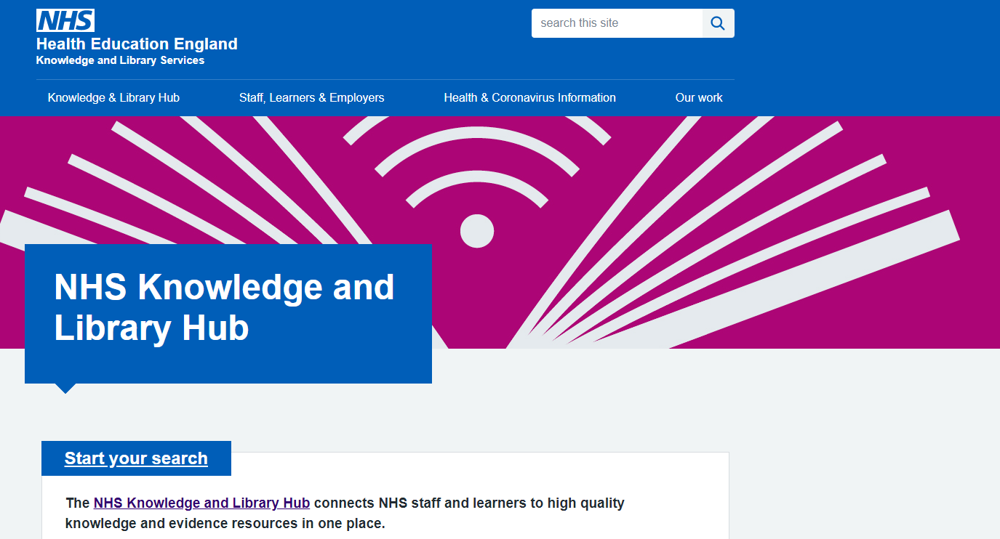 NHS
Health Education England
Knowledge and Library Services
search this site
Knowledge & Library Hub
Staff, Learners & Employers
Health & Coronavirus Information
Our work
NHS Knowledge and
Library Hub
Start your search
The NHS Knowledge and Library Hub connects NHS staff and learners to high quality
knowledge and evidence resources in one place.